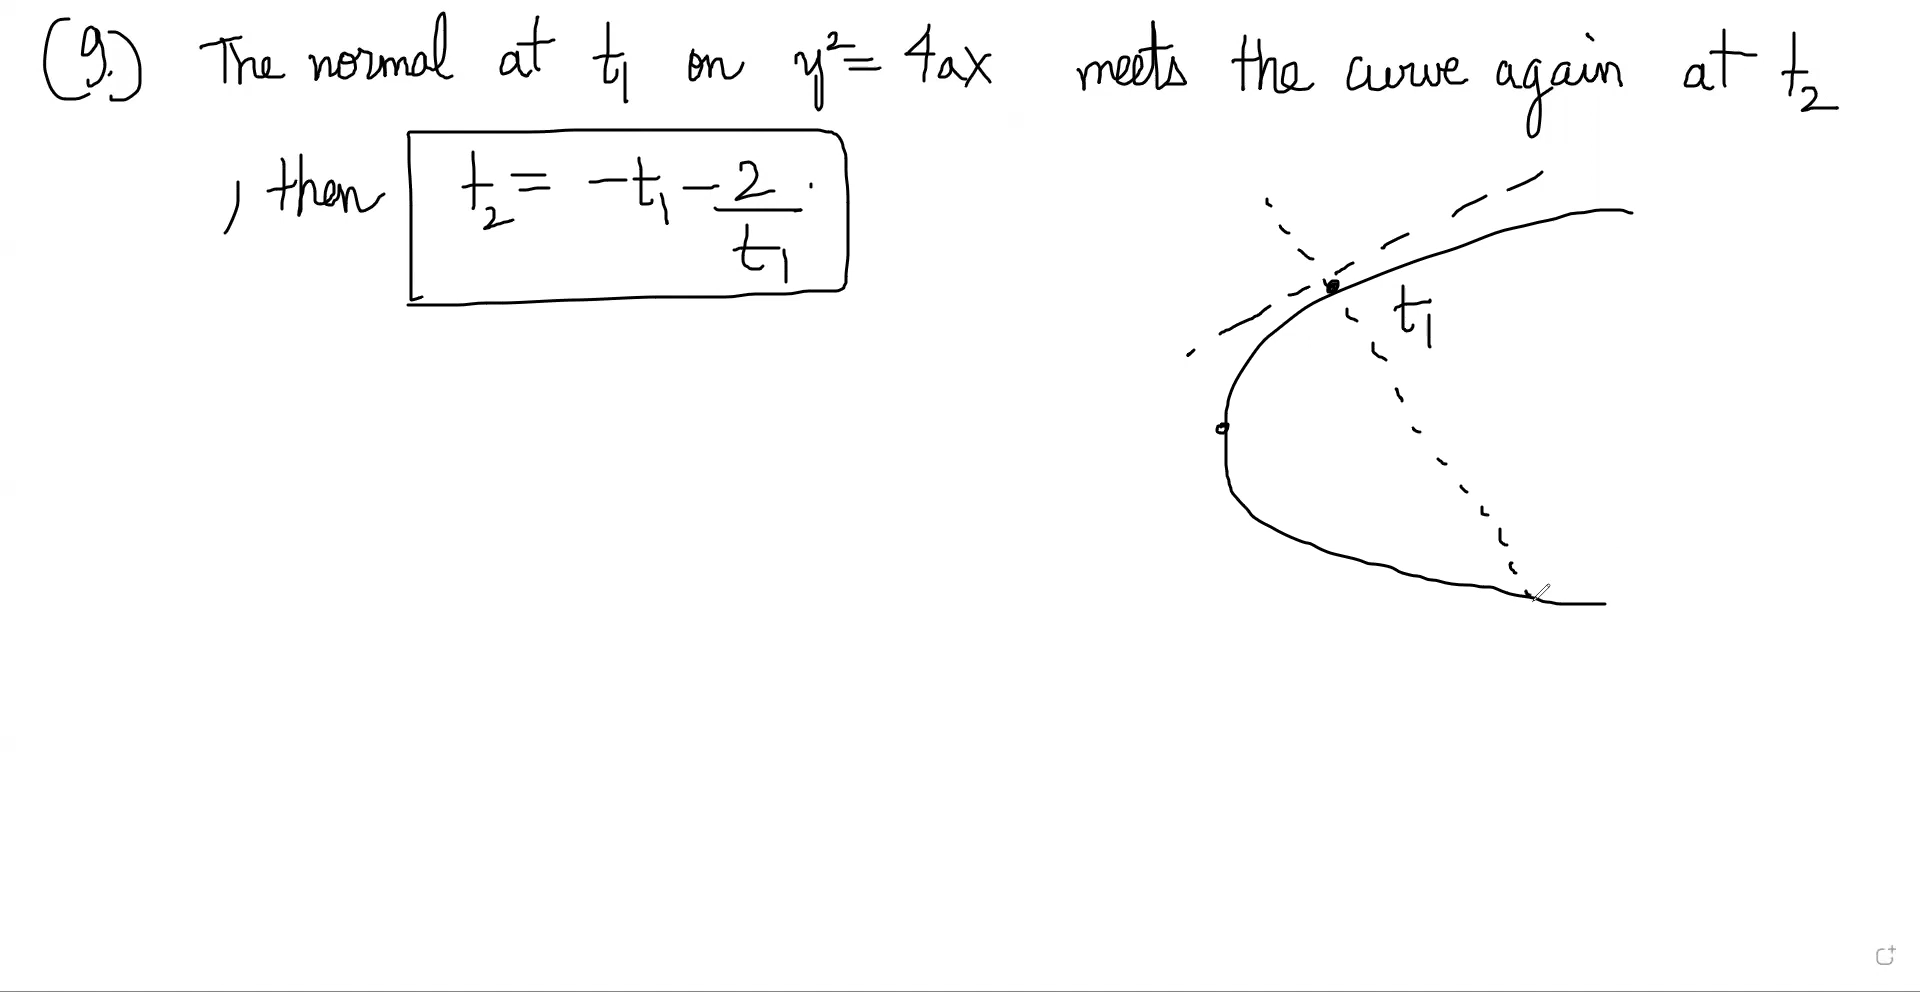 (9.) The normal at t₁ on y² = 4ax meets the curve again at t₂
, then t₂ = -t₁ - 2/t₁ .
t₁